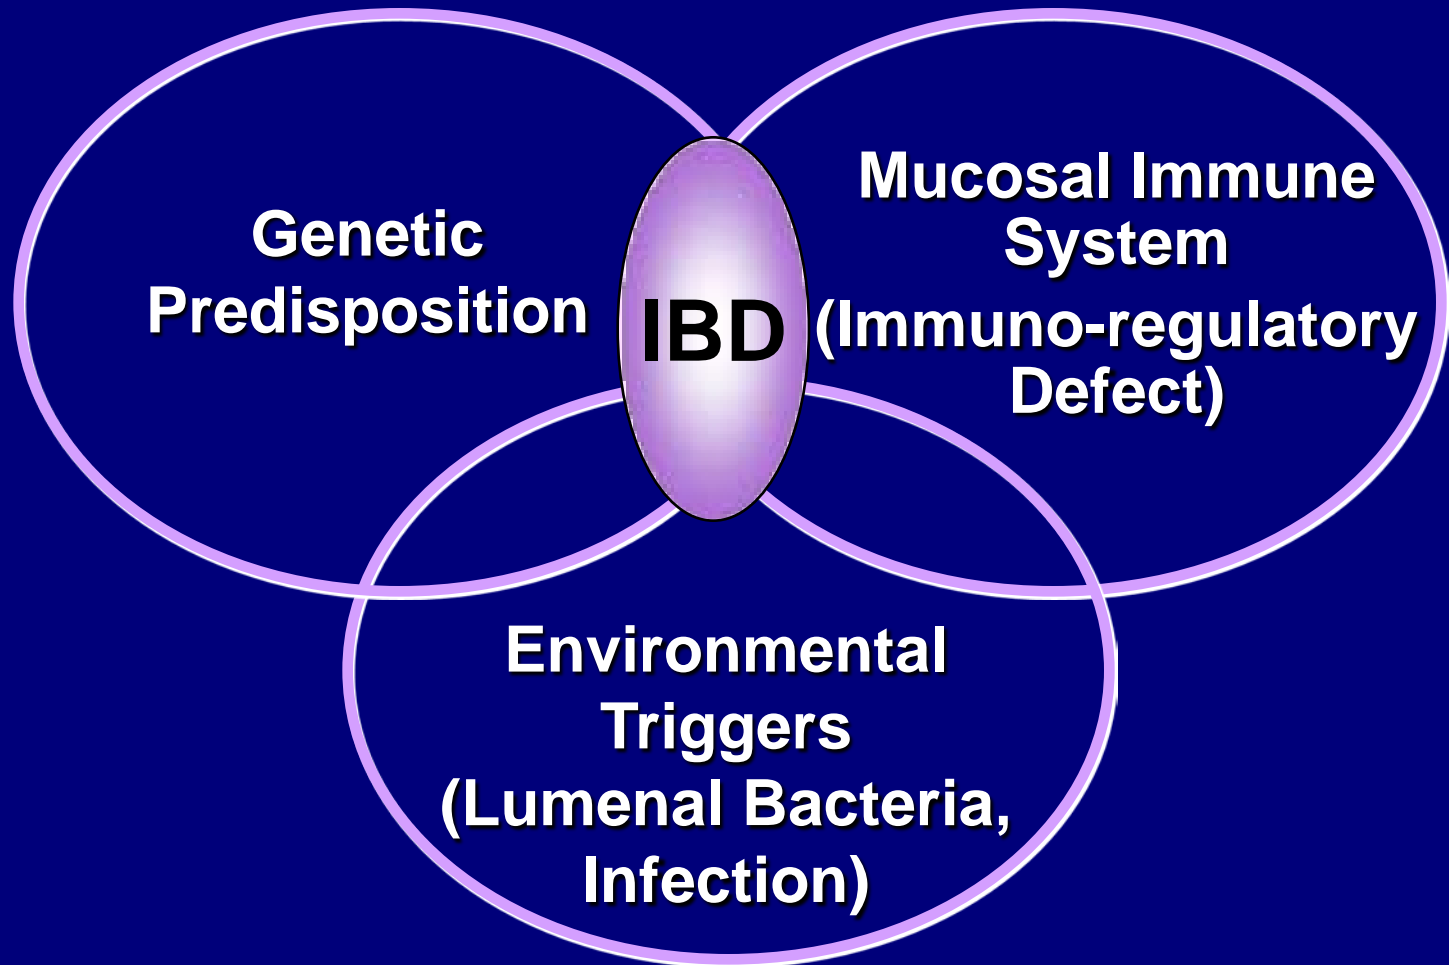 Genetic
Predisposition
IBD
Mucosal Immune
System
(Immuno-regulatory
Defect)
Environmental
Triggers
(Lumenal Bacteria,
Infection)